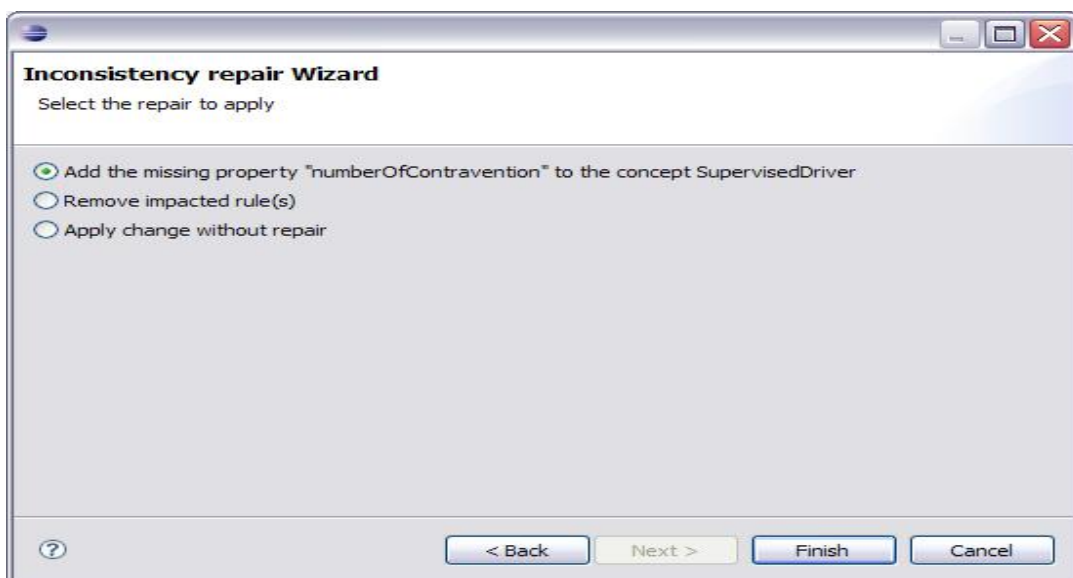 Inconsistency repair Wizard
Select the repair to apply
Add the missing property "numberOfContravention" to the concept SupervisedDriver
Remove impacted rule(s)
Apply change without repair
? < Back Next > Finish Cancel